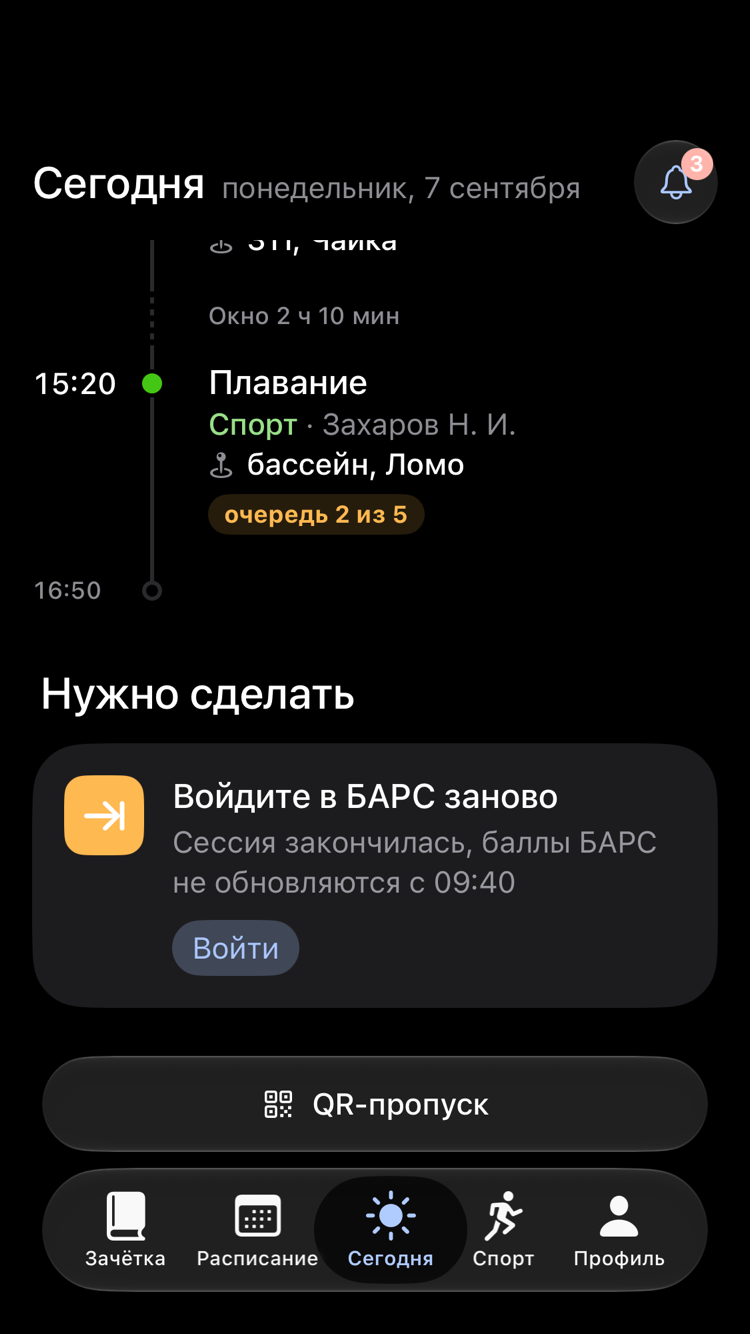 Сегодня понедельник, 7 сентября
3
Чайка
Окно 2 ч 10 мин
15:20 Плавание
Спорт · Захаров Н. И.
бассейн, Ломо
очередь 2 из 5
16:50
Нужно сделать
Войдите в БАРС заново
Сессия закончилась, баллы БАРС
не обновляются с 09:40
Войти
QR-пропуск
Зачётка Расписание Сегодня Спорт Профиль